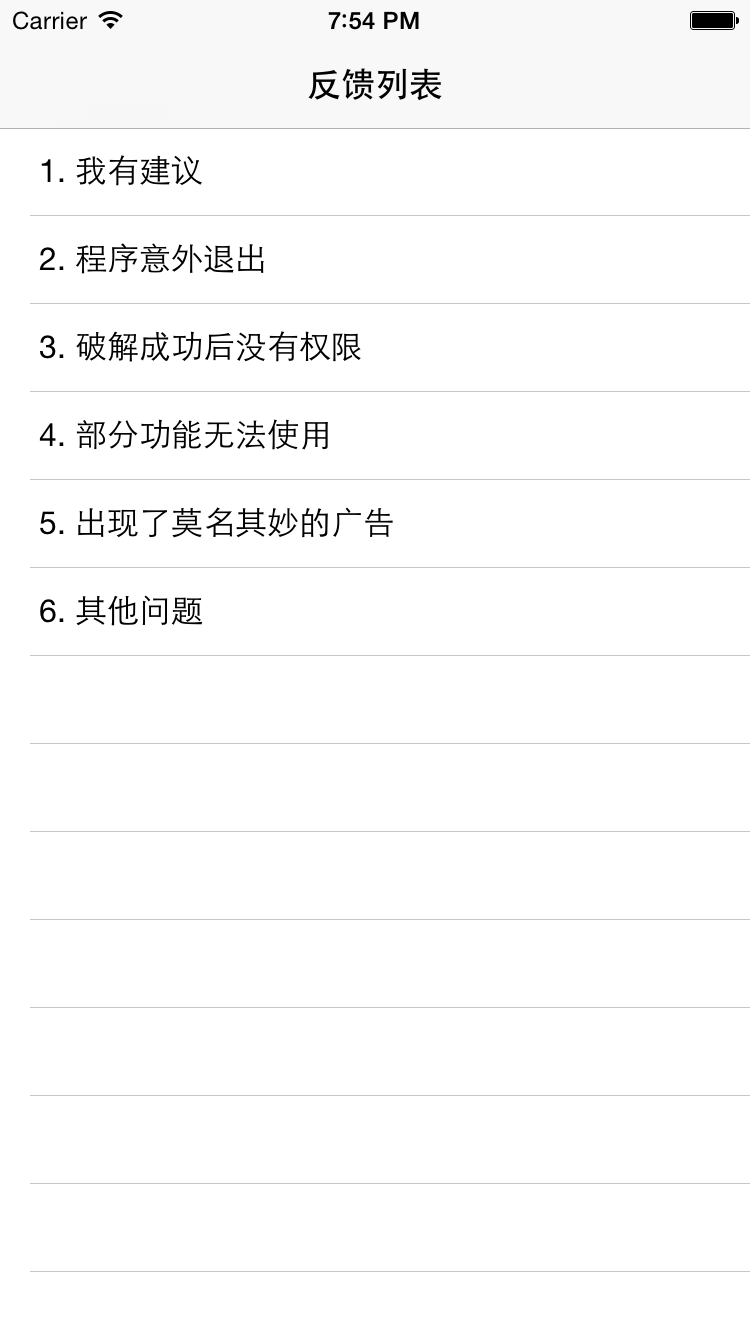 Carrier 7:54 PM
反馈列表
1. 我有建议
2. 程序意外退出
3. 破解成功后没有权限
4. 部分功能无法使用
5. 出现了莫名其妙的广告
6. 其他问题